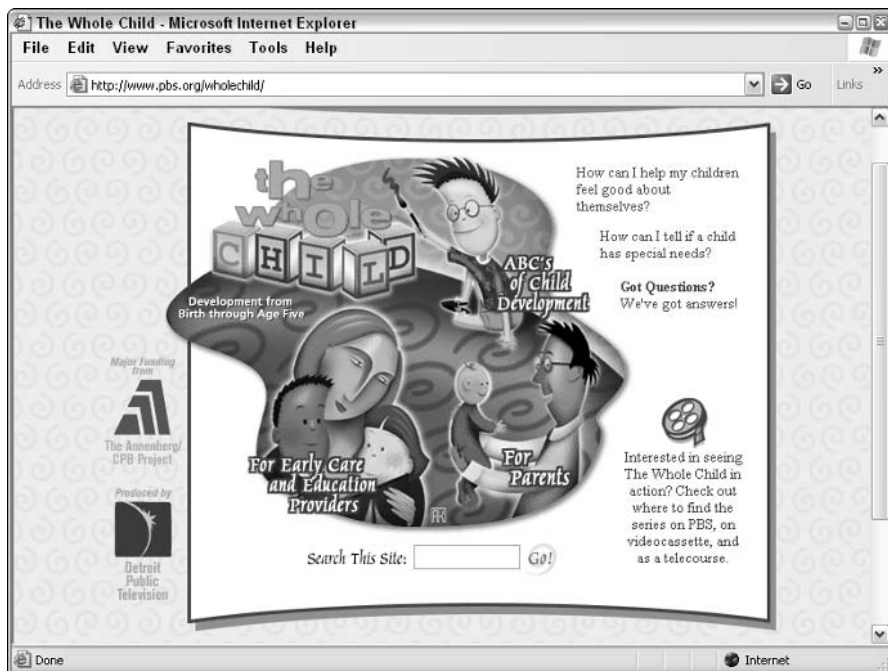 The Whole Child - Microsoft Internet Explorer
File Edit View Favorites Tools Help
Address http://www.pbs.org/wholechild/ Go Links
the
whole
CHILD
Development from
Birth through Age Five
ABC's
of Child
Development
How can I help my children
feel good about
themselves?
How can I tell if a child
has special needs?
Got Questions?
We've got answers!
Major Funding
from
The Annenberg/
CPB Project
Produced by
Detroit
Public
Television
For Early Care
and Education
Providers
For
Parents
Interested in seeing
The Whole Child in
action? Check out
where to find the
series on PBS, on
videocassette, and
as a telecourse.
Search This Site: Go!
Done Internet